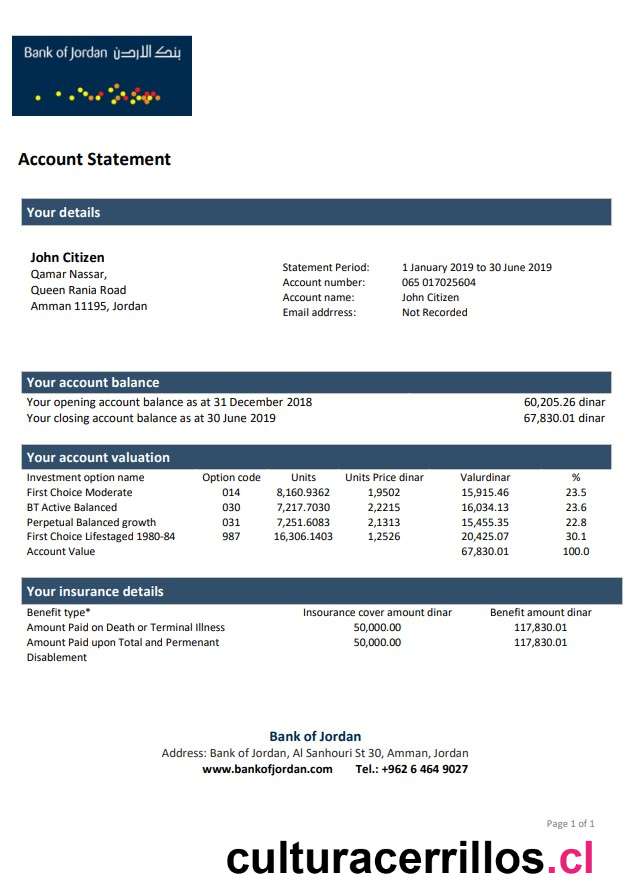 Bank of Jordan بنك الاردن
Account Statement
Your details
John Citizen
Qamar Nassar,
Queen Rania Road
Amman 11195, Jordan
Statement Period: 1 January 2019 to 30 June 2019
Account number: 065 017025604
Account name: John Citizen
Email addrress: Not Recorded
Your account balance
Your opening account balance as at 31 December 2018 60,205.26 dinar
Your closing account balance as at 30 June 2019 67,830.01 dinar
Your account valuation
Investment option name Option code Units Units Price dinar Valurdinar %
First Choice Moderate 014 8,160.9362 1,9502 15,915.46 23.5
BT Active Balanced 030 7,217.7030 2,2215 16,034.13 23.6
Perpetual Balanced growth 031 7,251.6083 2,1313 15,455.35 22.8
First Choice Lifestaged 1980-84 987 16,306.1403 1,2526 20,425.07 30.1
Account Value 67,830.01 100.0
Your insurance details
Benefit type* Insourance cover amount dinar Benefit amount dinar
Amount Paid on Death or Terminal Illness 50,000.00 117,830.01
Amount Paid upon Total and Permenant 50,000.00 117,830.01
Disablement
Bank of Jordan
Address: Bank of Jordan, Al Sanhouri St 30, Amman, Jordan
www.bankofjordan.com Tel.: +962 6 464 9027
Page 1 of 1
culturacerrillos.cl